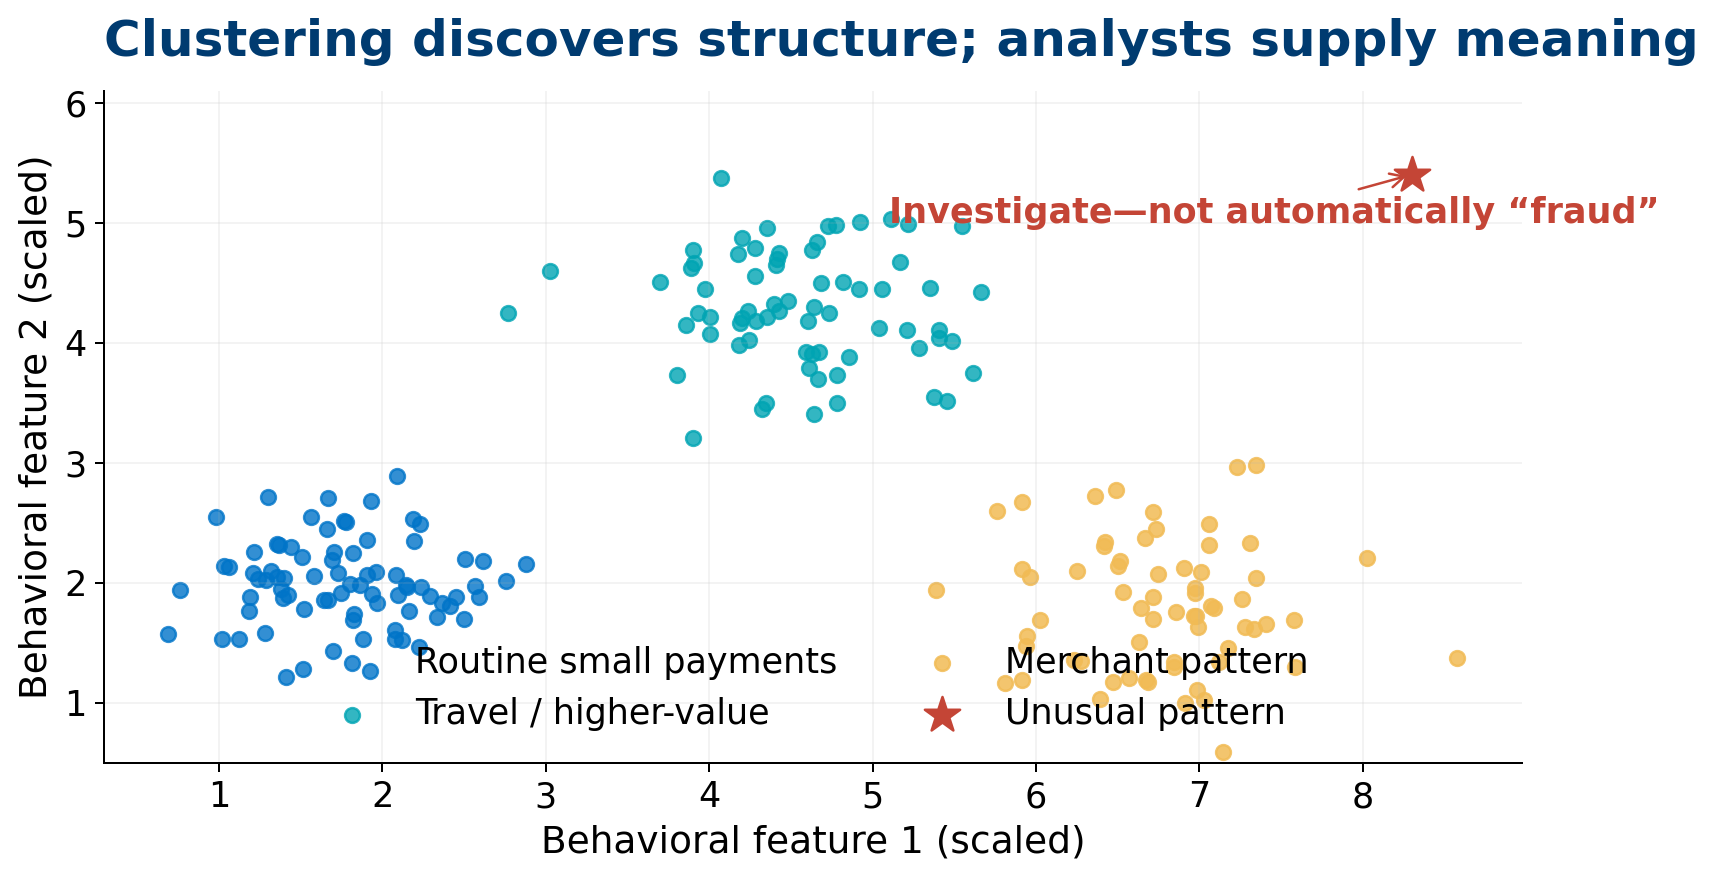 Clustering discovers structure; analysts supply meaning
Behavioral feature 2 (scaled)
6
5
4
3
2
1
Investigate—not automatically “fraud”
Routine small payments
Travel / higher-value
Merchant pattern
Unusual pattern
1 2 3 4 5 6 7 8
Behavioral feature 1 (scaled)